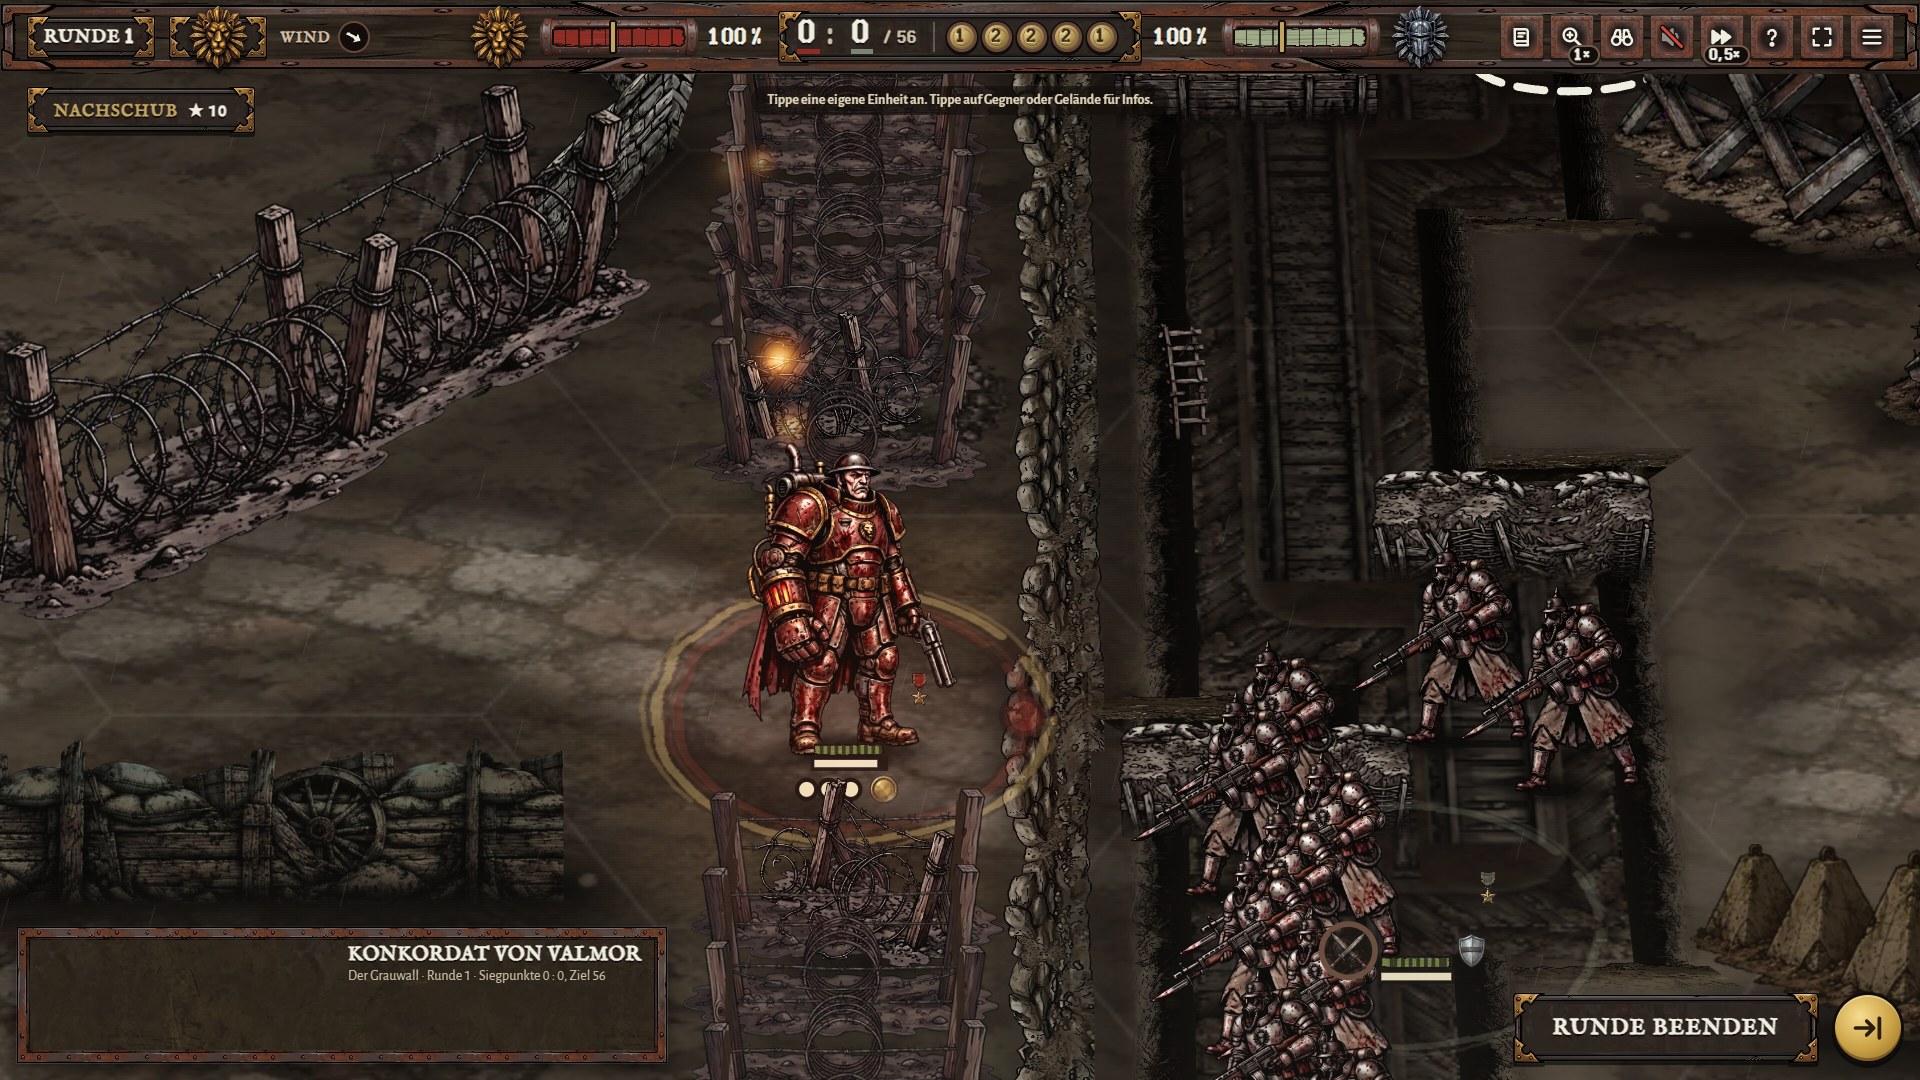 RUNDE 1
WIND
100%
0 : 0 / 56
1 2 2 2 1
100%
1x
0,5x
?
NACHSCHUB ★ 10
Tippe eine eigene Einheit an. Tippe auf Gegner oder Gelände für Infos.
KONKORDAT VON VALMOR
Der Grauwall · Runde 1 · Siegpunkte 0 : 0, Ziel 56
RUNDE BEENDEN